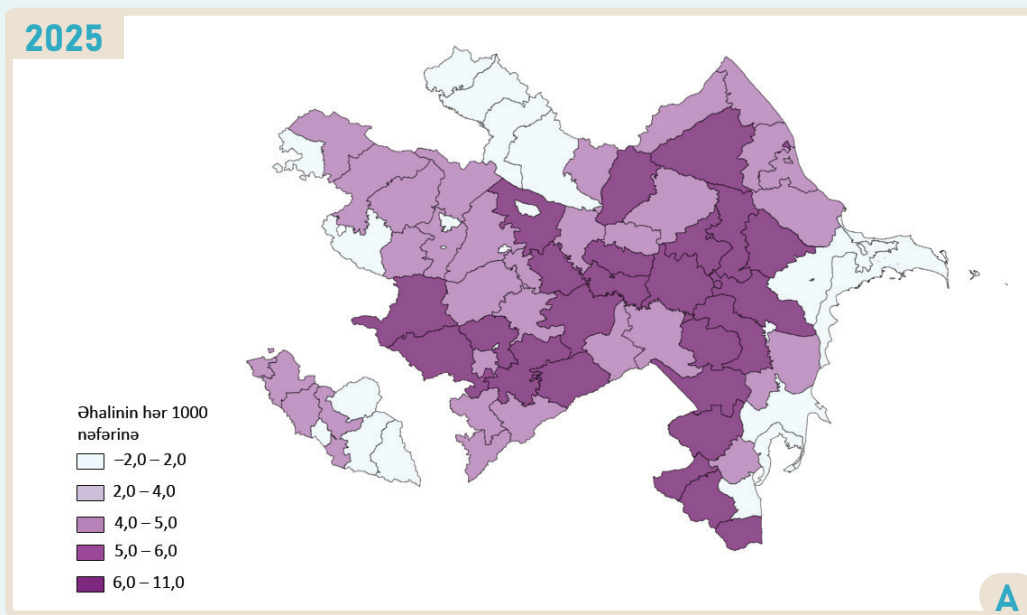 2025
Əhalinin hər 1000
nəfərinə
–2,0 – 2,0
2,0 – 4,0
4,0 – 5,0
5,0 – 6,0
6,0 – 11,0
A